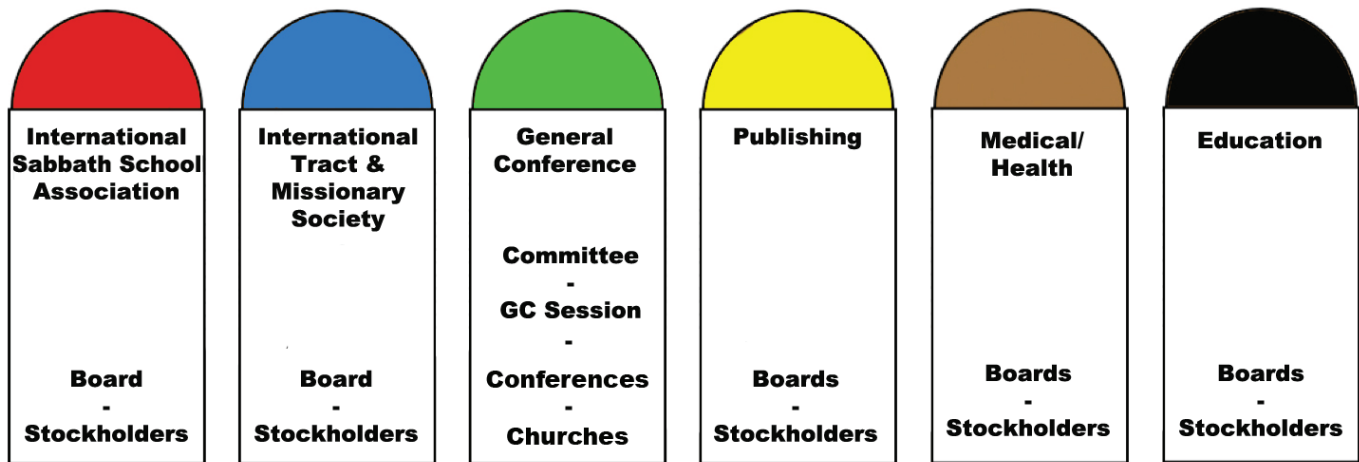 International
Sabbath School
Association
Board
-
Stockholders
International
Tract &
Missionary
Society
Board
-
Stockholders
General
Conference
Committee
-
GC Session
-
Conferences
-
Churches
Publishing
Boards
-
Stockholders
Medical/
Health
Boards
-
Stockholders
Education
Boards
-
Stockholders